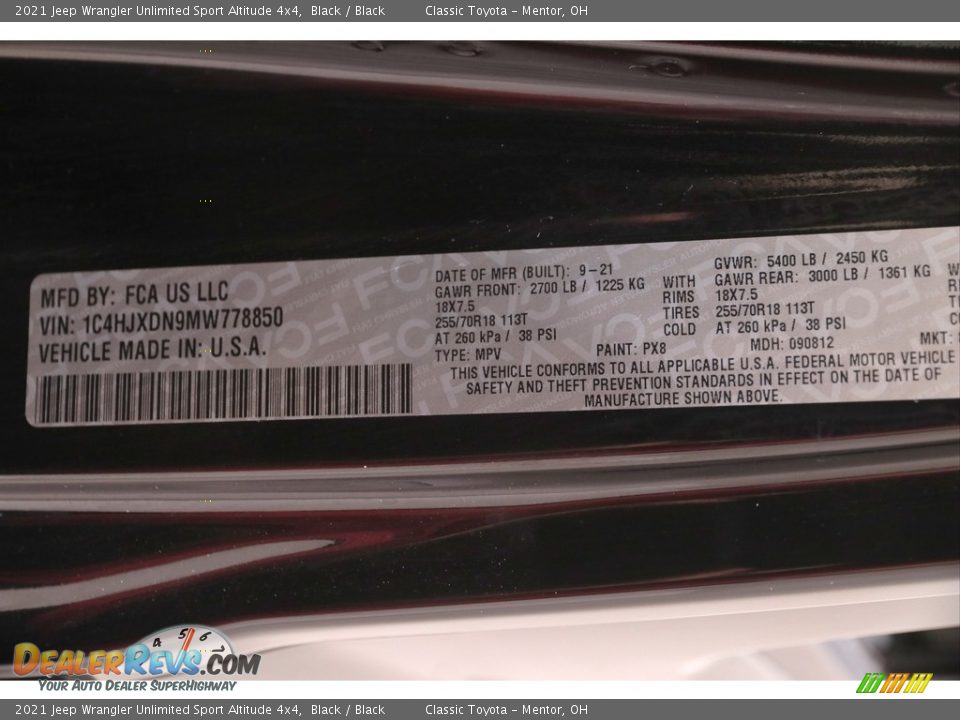 2021 Jeep Wrangler Unlimited Sport Altitude 4x4, Black / Black Classic Toyota – Mentor, OH
MFD BY: FCA US LLC
VIN: 1C4HJXDN9MW778850
VEHICLE MADE IN: U.S.A.
DATE OF MFR (BUILT): 9-21
GAWR FRONT: 2700 LB / 1225 KG
18X7.5
255/70R18 113T
AT 260 kPa / 38 PSI
TYPE: MPV
WITH
RIMS
TIRES
COLD
GVWR: 5400 LB / 2450 KG
GAWR REAR: 3000 LB / 1361 KG
18X7.5
255/70R18 113T
AT 260 kPa / 38 PSI
PAINT: PX8
MDH: 090812
MKT:
THIS VEHICLE CONFORMS TO ALL APPLICABLE U.S.A. FEDERAL MOTOR VEHICLE
SAFETY AND THEFT PREVENTION STANDARDS IN EFFECT ON THE DATE OF
MANUFACTURE SHOWN ABOVE.
4 5 6
DEALERREVS.COM
YOUR AUTO DEALER SUPERHIGHWAY
2021 Jeep Wrangler Unlimited Sport Altitude 4x4, Black / Black Classic Toyota – Mentor, OH